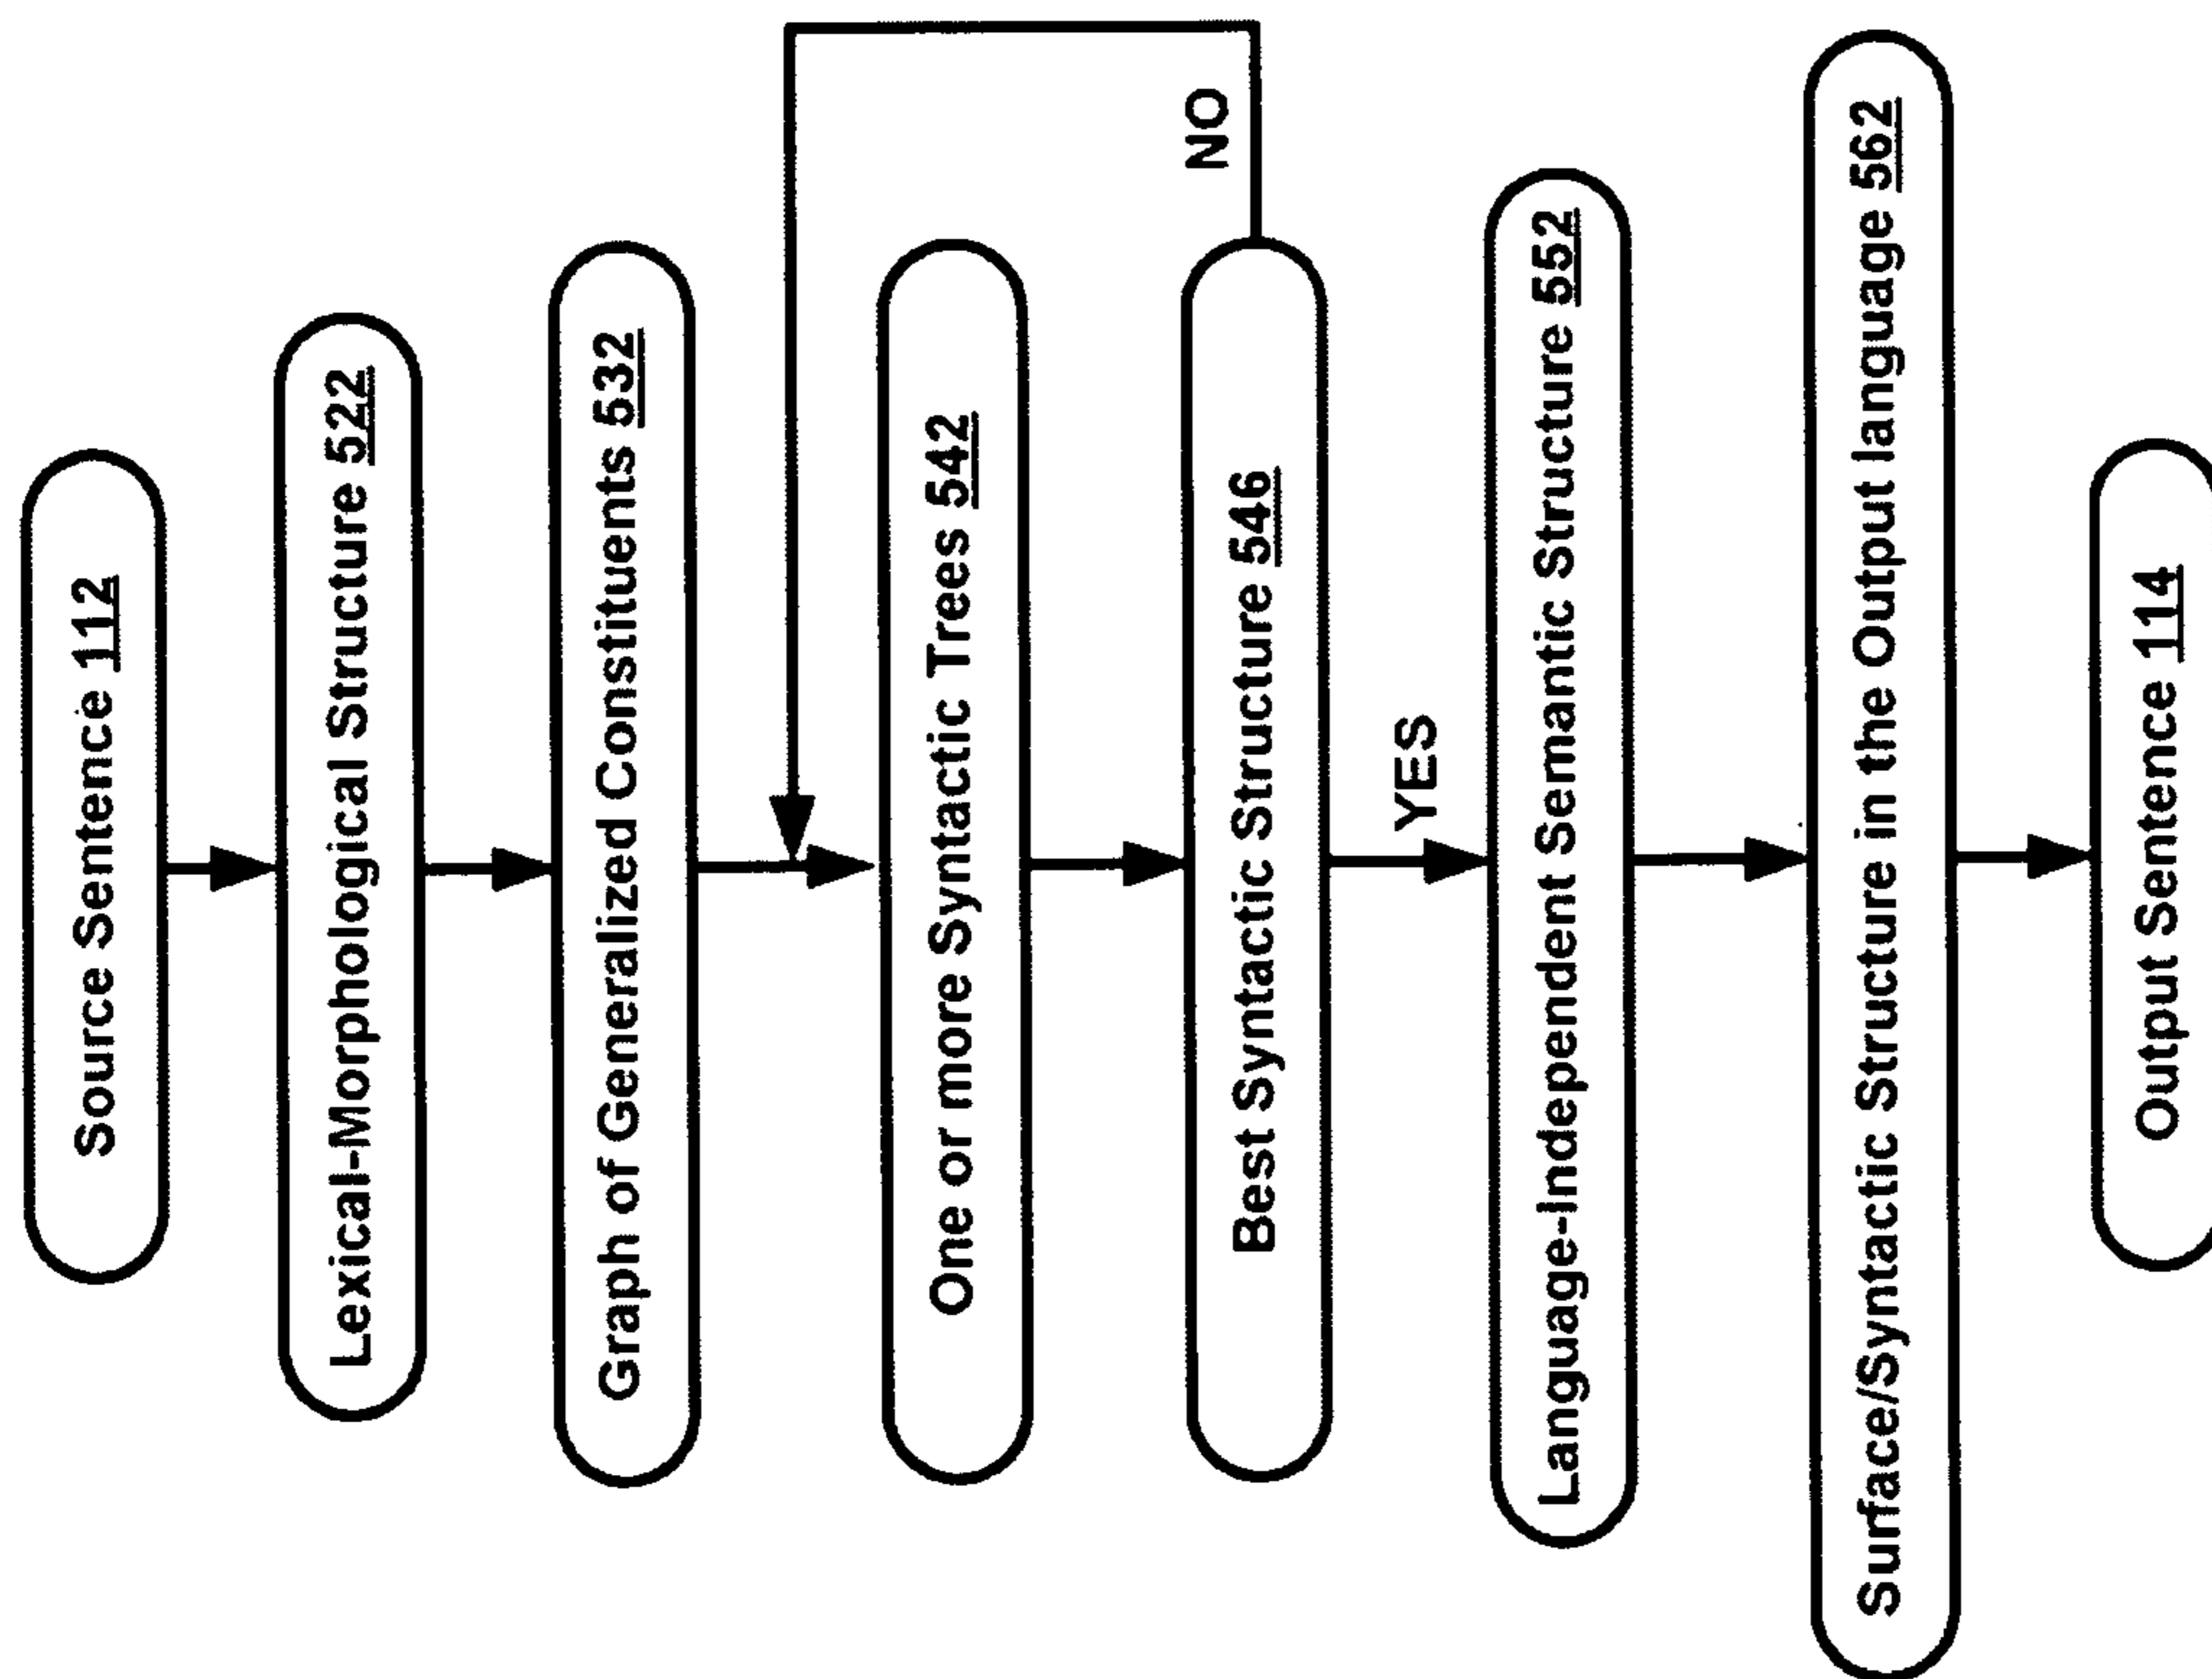 Source Sentence 112
Lexical-Morphological Structure 522
Graph of Generalized Constituents 532
One or more Syntactic Trees 542
Best Syntactic Structure 546
NO
YES
Language-Independent Semantic Structure 552
Surface/Syntactic Structure in the Output language 562
Output Sentence 114